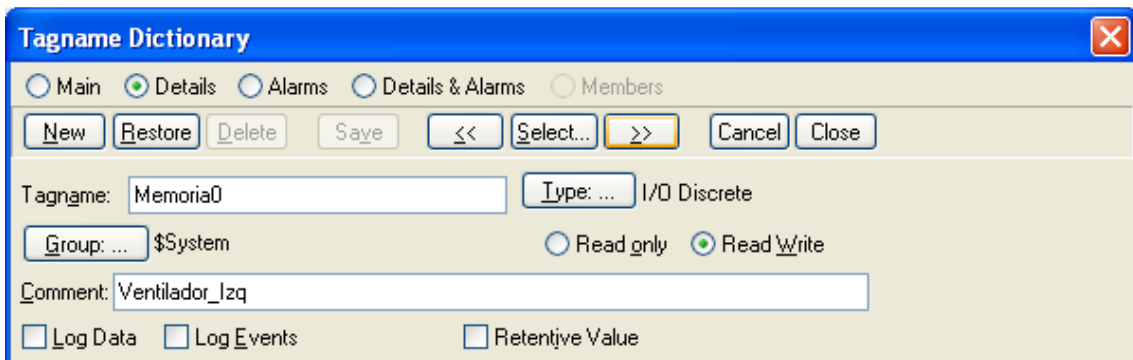 Tagname Dictionary
Main Details Alarms Details & Alarms Members
New Restore Delete Save << Select... >> Cancel Close
Tagname: Memoria0 Type: ... I/O Discrete
Group: ... $System Read only Read Write
Comment: Ventilador_Izq
Log Data Log Events Retentive Value